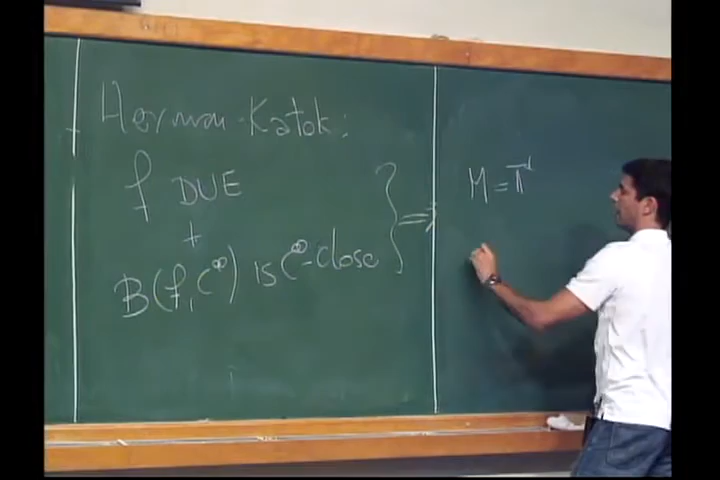 Herman-Katok:
f DUE
+
B(f, C^∞) is C^∞-close } ⇒
M = 𝕋^d